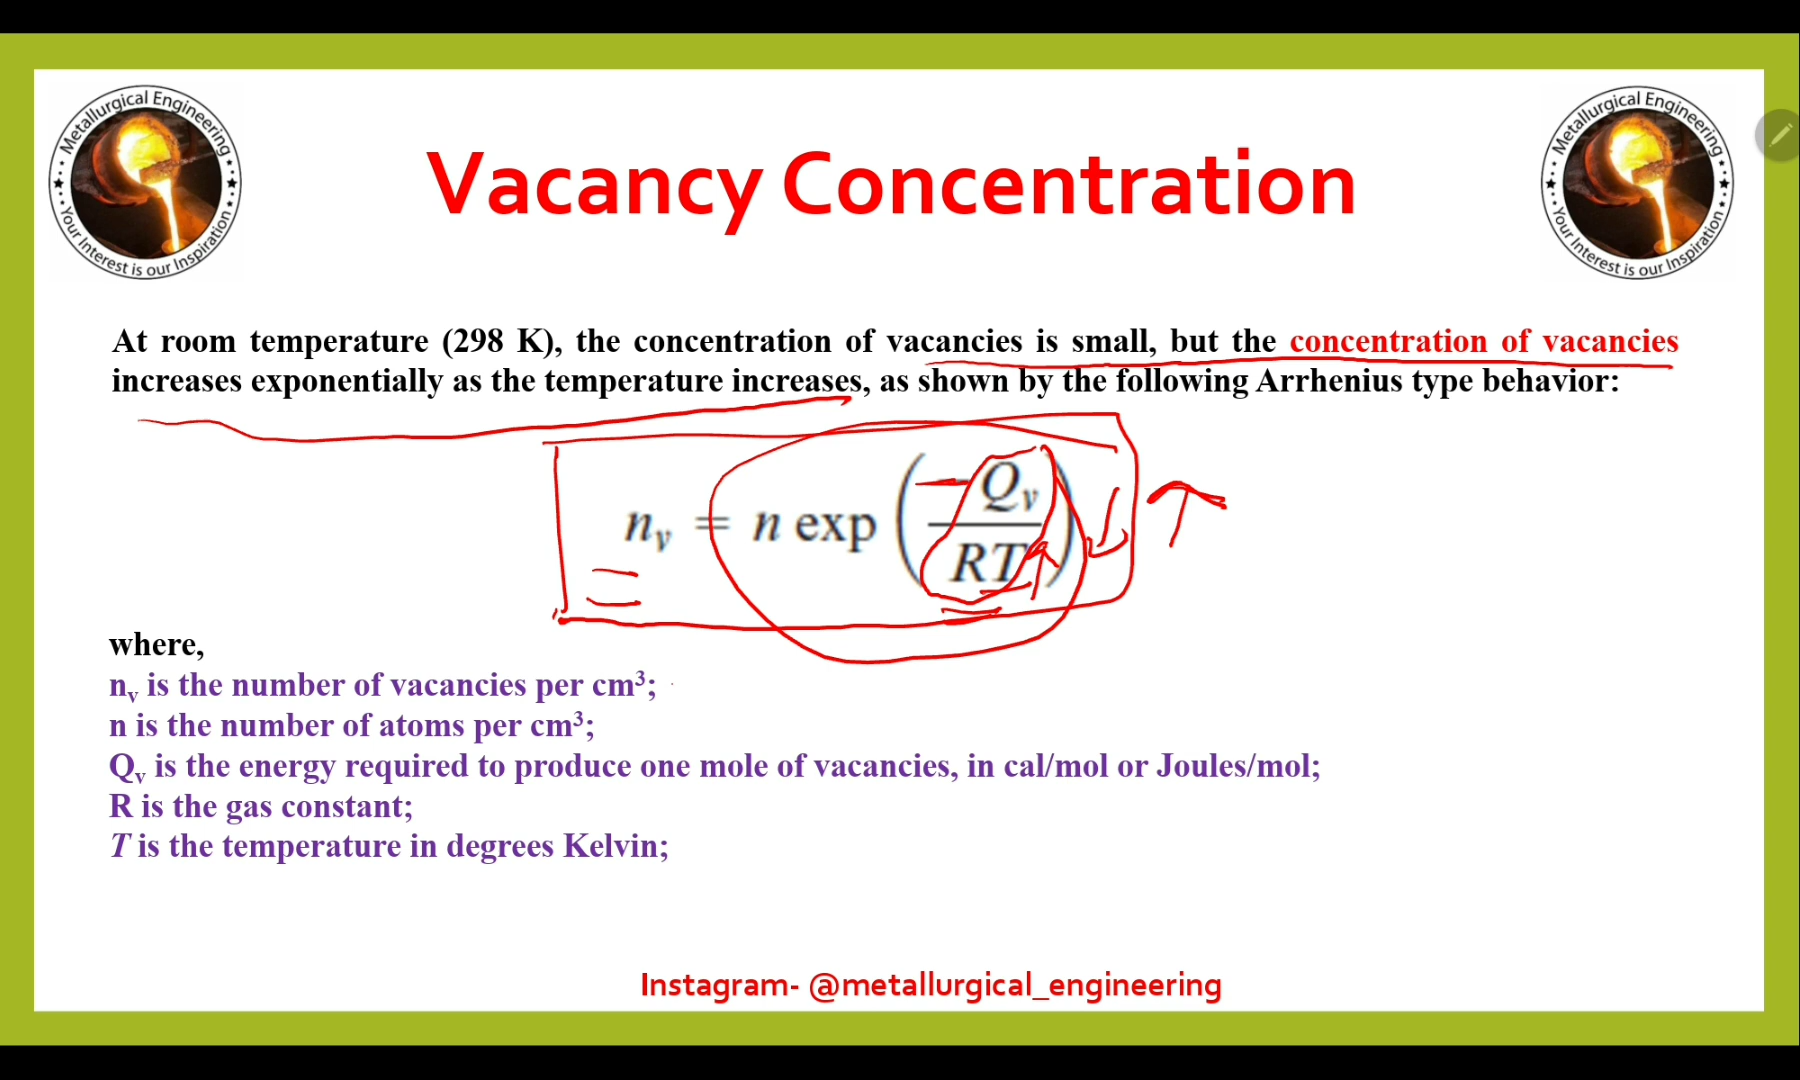 Metallurgical Engineering
Your Interest is our Inspiration
Metallurgical Engineering
Your Interest is our Inspiration
Vacancy Concentration
At room temperature (298 K), the concentration of vacancies is small, but the concentration of vacancies
increases exponentially as the temperature increases, as shown by the following Arrhenius type behavior:
nᵥ = n exp (−Qᵥ / RT)
where,
nᵥ is the number of vacancies per cm³;
n is the number of atoms per cm³;
Qᵥ is the energy required to produce one mole of vacancies, in cal/mol or Joules/mol;
R is the gas constant;
T is the temperature in degrees Kelvin;
Instagram- @metallurgical_engineering